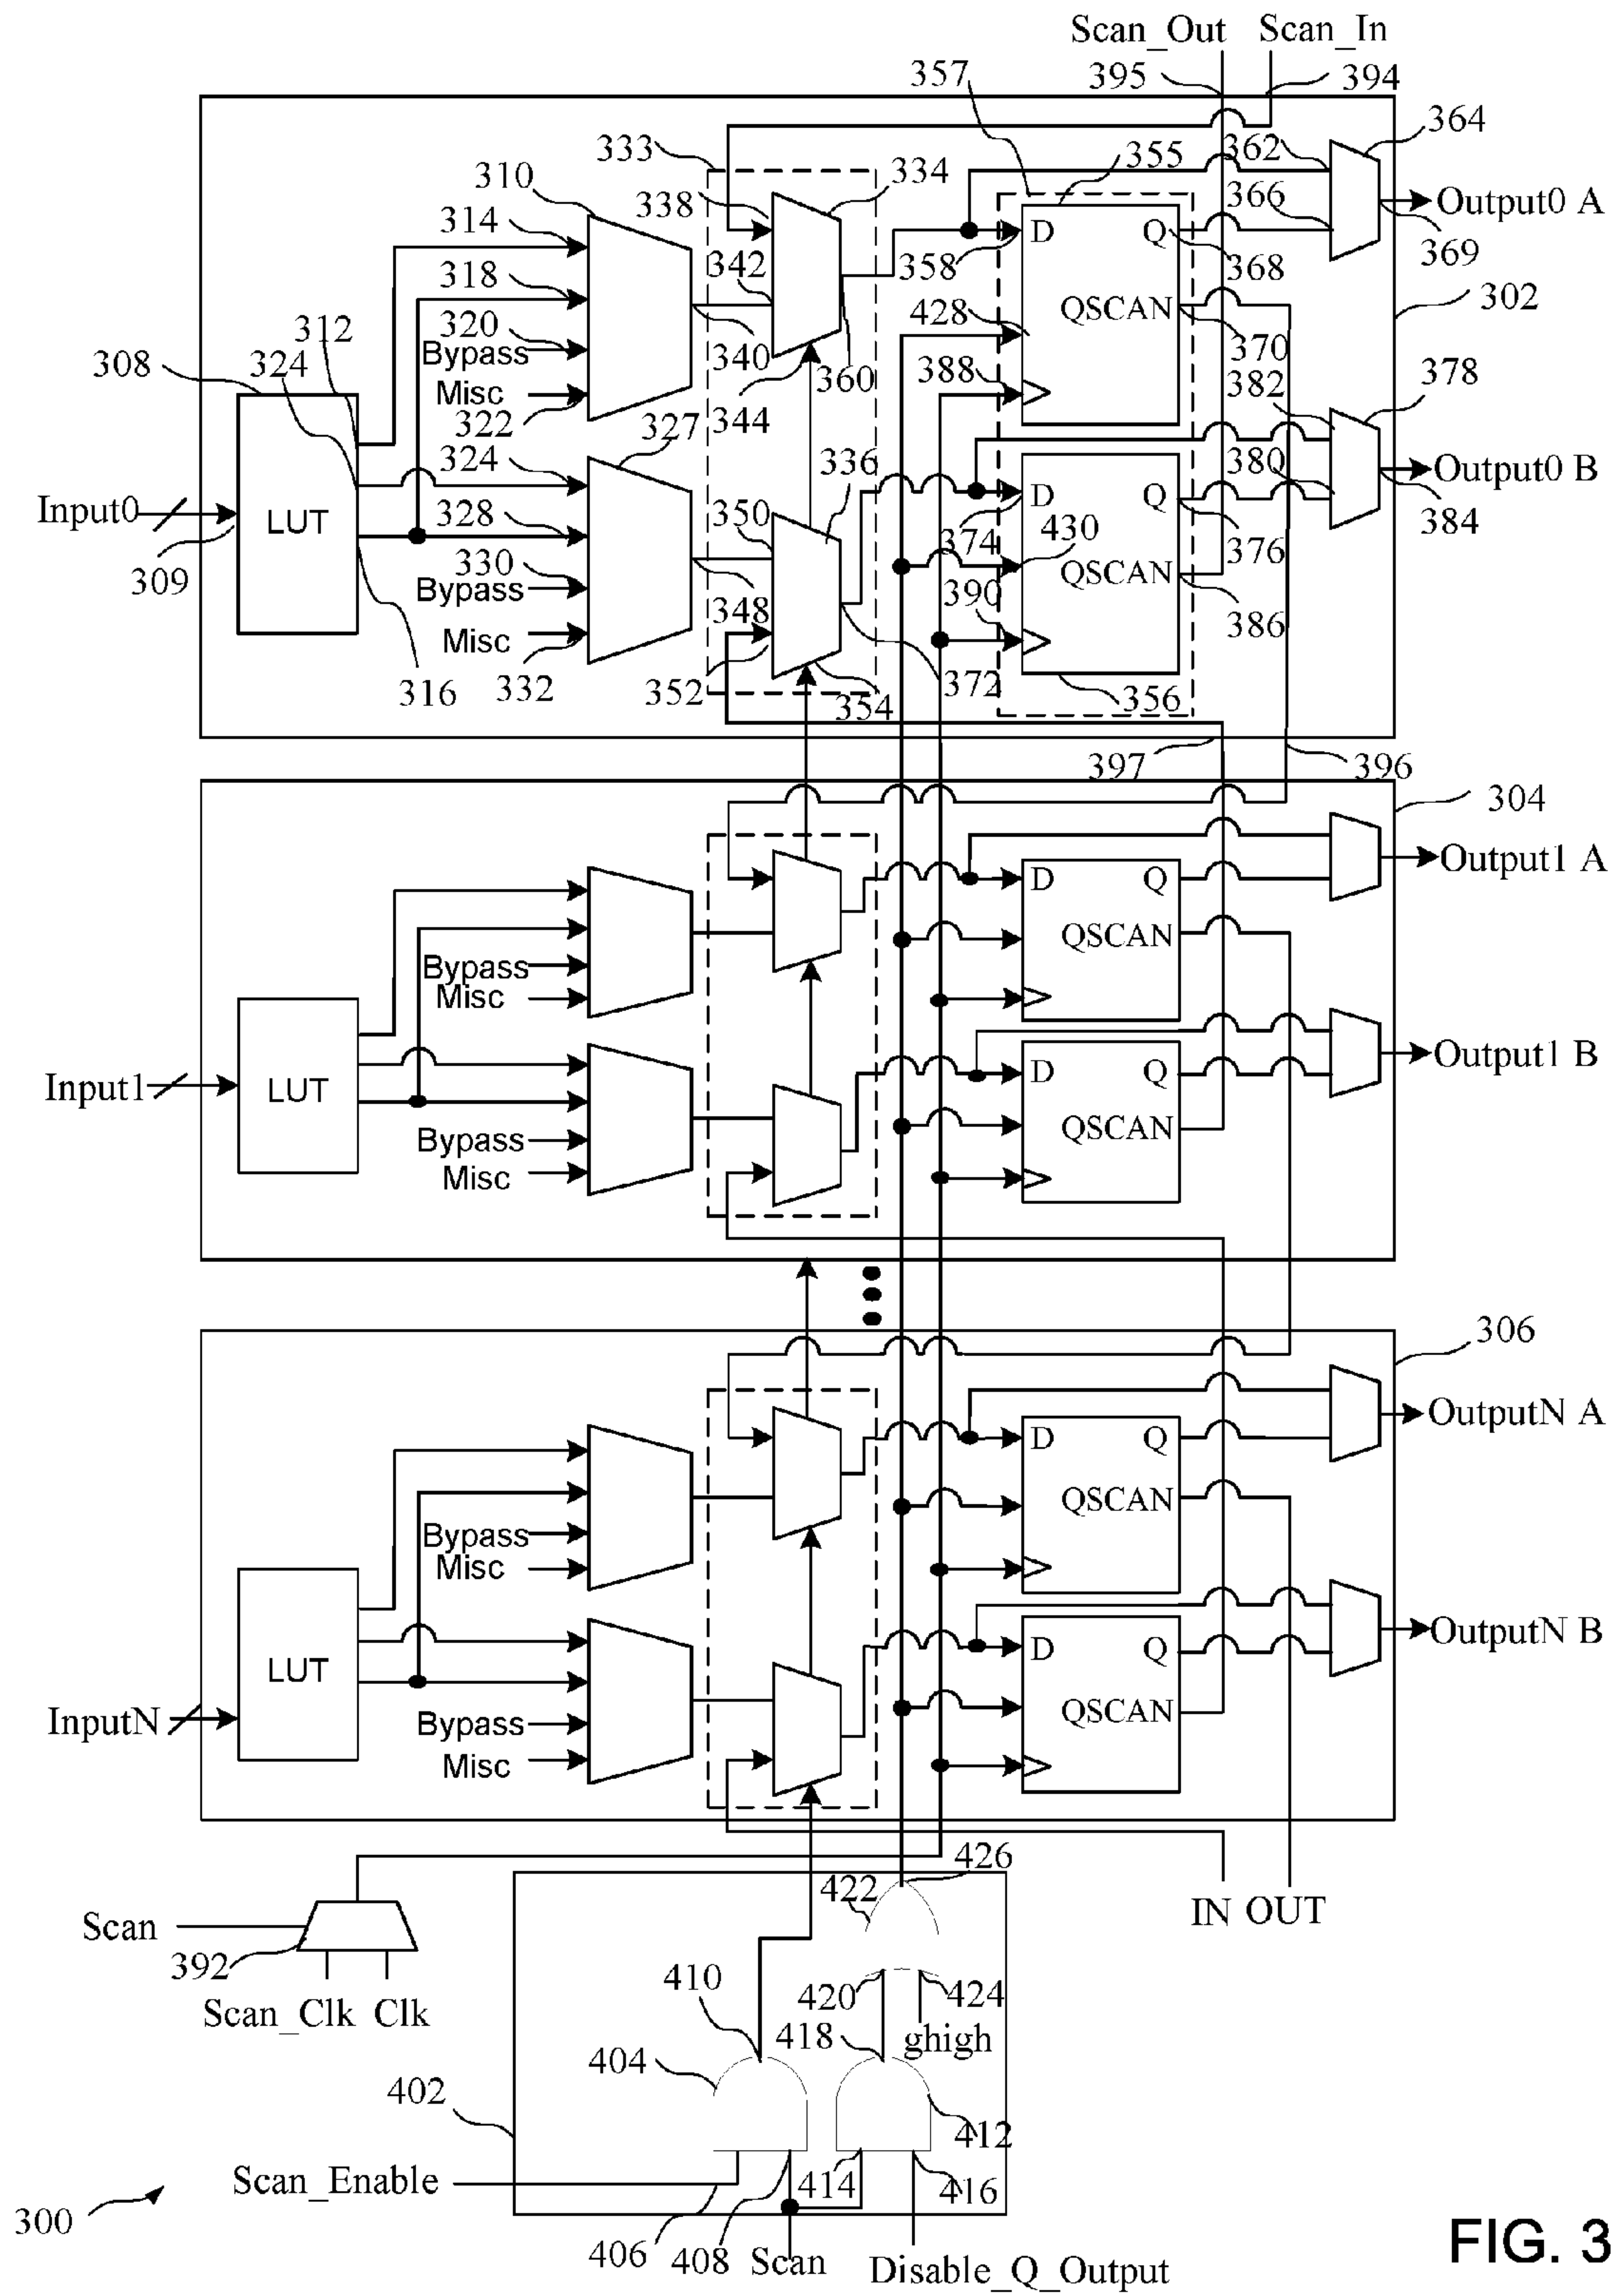 Scan_Out Scan_In
357 395 394
364
333 310 334 355 362
314 338 366 Output0 A
342 358 D Q 368 369
318 428 302
312 320 QSCAN
308 324 Bypass 340 360 388 370
Misc 344 382 378
322 327
324 336 380 Output0 B
Input0 LUT 328 350 D Q
374 430 376 384
309 330 QSCAN
Bypass 348 390
Misc 386
316 332 352 354 372 356
397 396
304
Output1 A
D Q
QSCAN
Bypass
Misc
Input1 LUT D Q Output1 B
QSCAN
Bypass
Misc
306
OutputN A
D Q
QSCAN
Bypass
Misc
LUT D Q OutputN B
InputN QSCAN
Bypass
Misc
426
422
Scan IN OUT
392
410 420 424
Scan_Clk Clk
418 ghigh
404
402 412
Scan_Enable 414 416
300
406 408 Scan Disable_Q_Output
FIG. 3